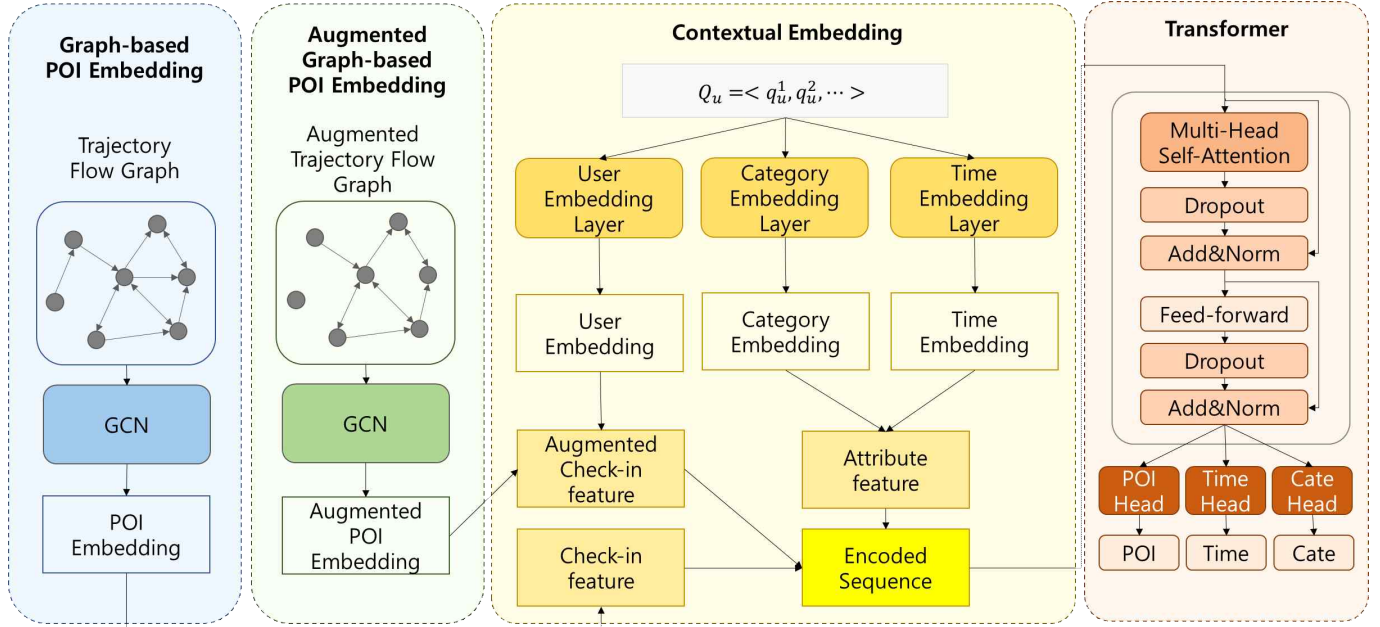 Graph-based
POI Embedding
Trajectory
Flow Graph
GCN
POI
Embedding
Augmented
Graph-based
POI Embedding
Augmented
Trajectory Flow
Graph
GCN
Augmented
POI
Embedding
Contextual Embedding
Q_u =< q_u^1, q_u^2, ⋯ >
User
Embedding
Layer
Category
Embedding
Layer
Time
Embedding
Layer
User
Embedding
Category
Embedding
Time
Embedding
Augmented
Check-in
feature
Attribute
feature
Check-in
feature
Encoded
Sequence
Transformer
Multi-Head
Self-Attention
Dropout
Add&Norm
Feed-forward
Dropout
Add&Norm
POI
Head
Time
Head
Cate
Head
POI
Time
Cate